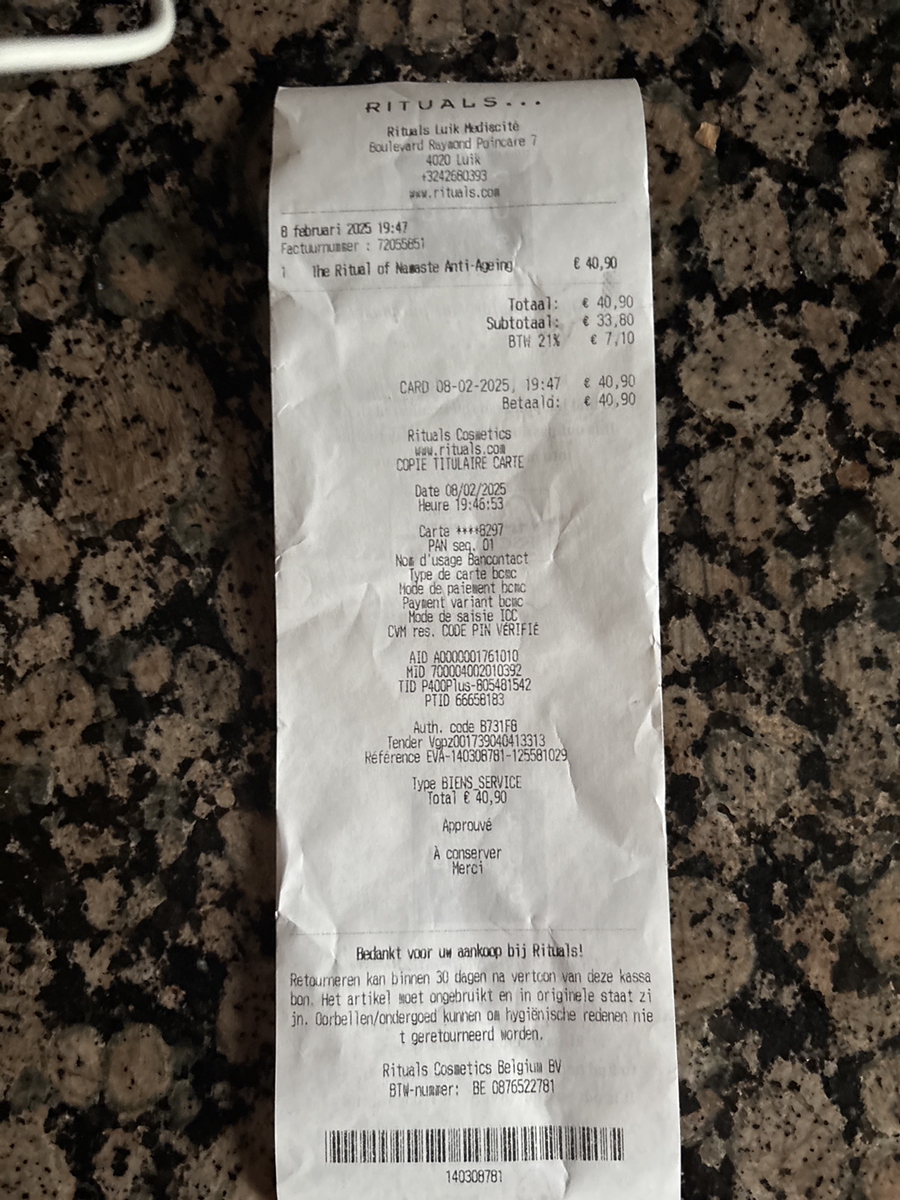 RITUALS...
Rituals Luik Mediacité
Boulevard Raymond Poincare 7
4020 Luik
+3242680393
www.rituals.com
8 februari 2025 19:47
Factuurnummer : 72055851
1 The Ritual of Namaste Anti-Ageing € 40,90
Totaal: € 40,90
Subtotaal: € 33,80
BTW 21% € 7,10
CARD 08-02-2025, 19:47 € 40,90
Betaald: € 40,90
Rituals Cosmetics
www.rituals.com
COPIE TITULAIRE CARTE
Date 08/02/2025
Heure 19:46:53
Carte ****8297
PAN seq. 01
Nom d'usage Bancontact
Type de carte bcmc
Mode de paiement bcmc
Payment variant bcmc
Mode de saisie ICC
CVM res. CODE PIN VÉRIFIÉ
AID A0000001761010
MID 700004002010392
TID P400Plus-805481542
PTID 66658183
Auth. code B731F8
Tender Vgpz001739040413313
Référence EVA-140308781-125581029
Type BIENS_SERVICE
Total € 40,90
Approuvé
À conserver
Merci
Bedankt voor uw aankoop bij Rituals!
Retourneren kan binnen 30 dagen na vertoon van deze kassa
bon. Het artikel moet ongebruikt en in originele staat zi
jn. Oorbellen/ondergoed kunnen om hygiënische redenen nie
t geretourneerd worden.
Rituals Cosmetics Belgium BV
BTW-nummer: BE 0876522781
140308781